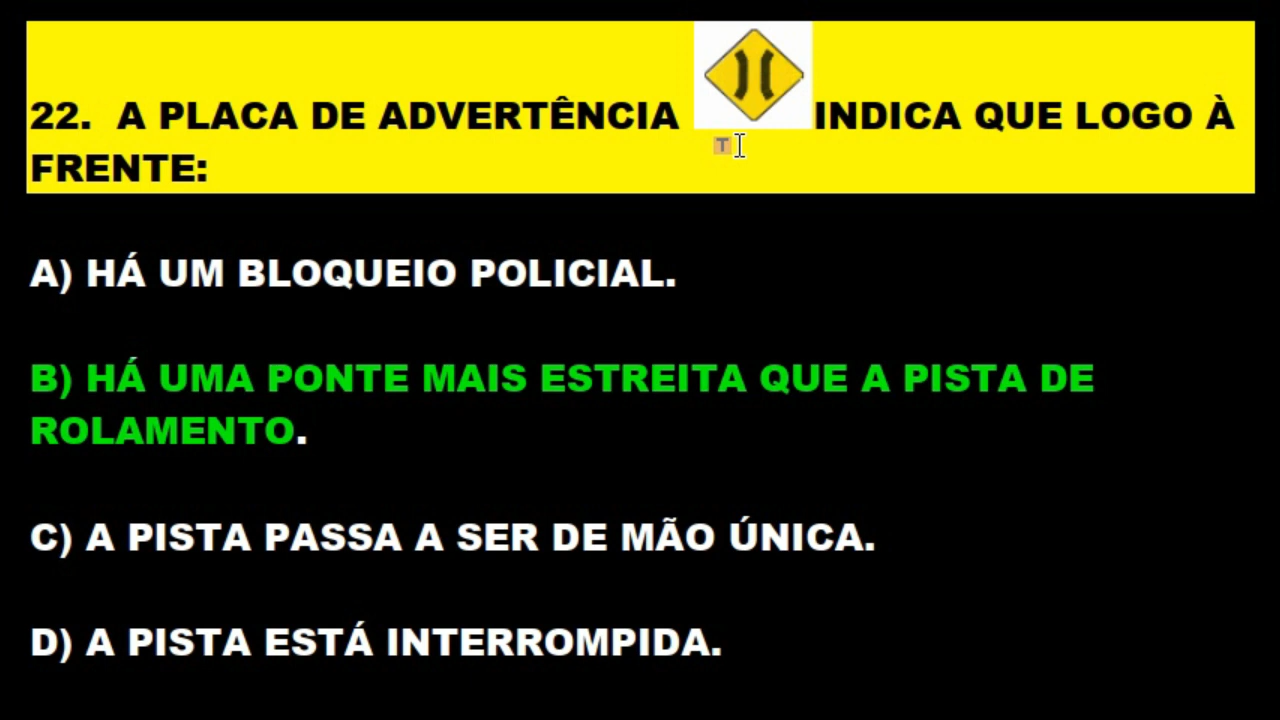 22. A PLACA DE ADVERTÊNCIA INDICA QUE LOGO À
FRENTE:
T
A) HÁ UM BLOQUEIO POLICIAL.
B) HÁ UMA PONTE MAIS ESTREITA QUE A PISTA DE
ROLAMENTO.
C) A PISTA PASSA A SER DE MÃO ÚNICA.
D) A PISTA ESTÁ INTERROMPIDA.